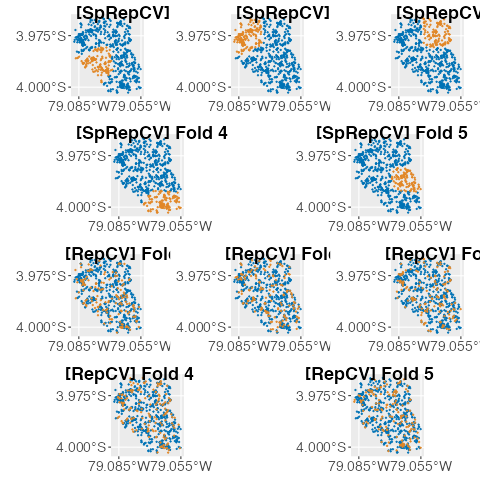 [SpRepCV] [SpRepCV] [SpRepCV
3.975°S 3.975°S 3.975°S
4.000°S 4.000°S 4.000°S
79.085°W79.055°W 79.085°W79.055°W 79.085°W79.055°W
[SpRepCV] Fold 4 [SpRepCV] Fold 5
3.975°S 3.975°S
4.000°S 4.000°S
79.085°W79.055°W 79.085°W79.055°W
[RepCV] Fol [RepCV] Fol [RepCV] Fo
3.975°S 3.975°S 3.975°S
4.000°S 4.000°S 4.000°S
79.085°W79.055°W 79.085°W79.055°W 79.085°W79.055°W
[RepCV] Fold 4 [RepCV] Fold 5
3.975°S 3.975°S
4.000°S 4.000°S
79.085°W79.055°W 79.085°W79.055°W